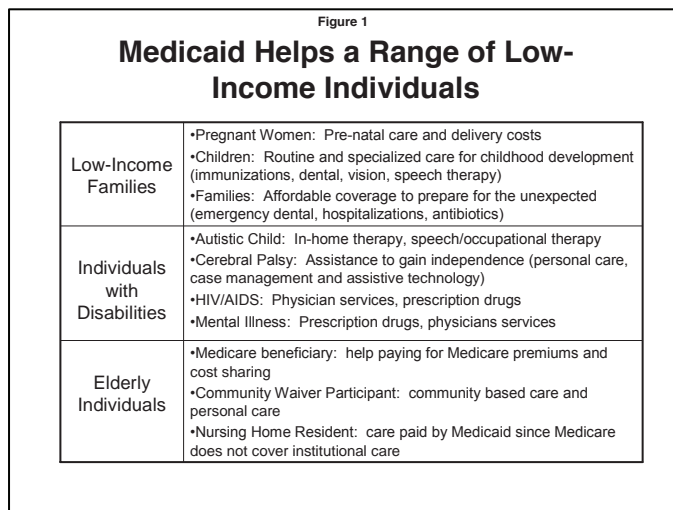 Figure 1
Medicaid Helps a Range of Low-
Income Individuals
Low-Income
Families
•Pregnant Women: Pre-natal care and delivery costs
•Children: Routine and specialized care for childhood development
(immunizations, dental, vision, speech therapy)
•Families: Affordable coverage to prepare for the unexpected
(emergency dental, hospitalizations, antibiotics)
Individuals
with
Disabilities
•Autistic Child: In-home therapy, speech/occupational therapy
•Cerebral Palsy: Assistance to gain independence (personal care,
case management and assistive technology)
•HIV/AIDS: Physician services, prescription drugs
•Mental Illness: Prescription drugs, physicians services
Elderly
Individuals
•Medicare beneficiary: help paying for Medicare premiums and
cost sharing
•Community Waiver Participant: community based care and
personal care
•Nursing Home Resident: care paid by Medicaid since Medicare
does not cover institutional care